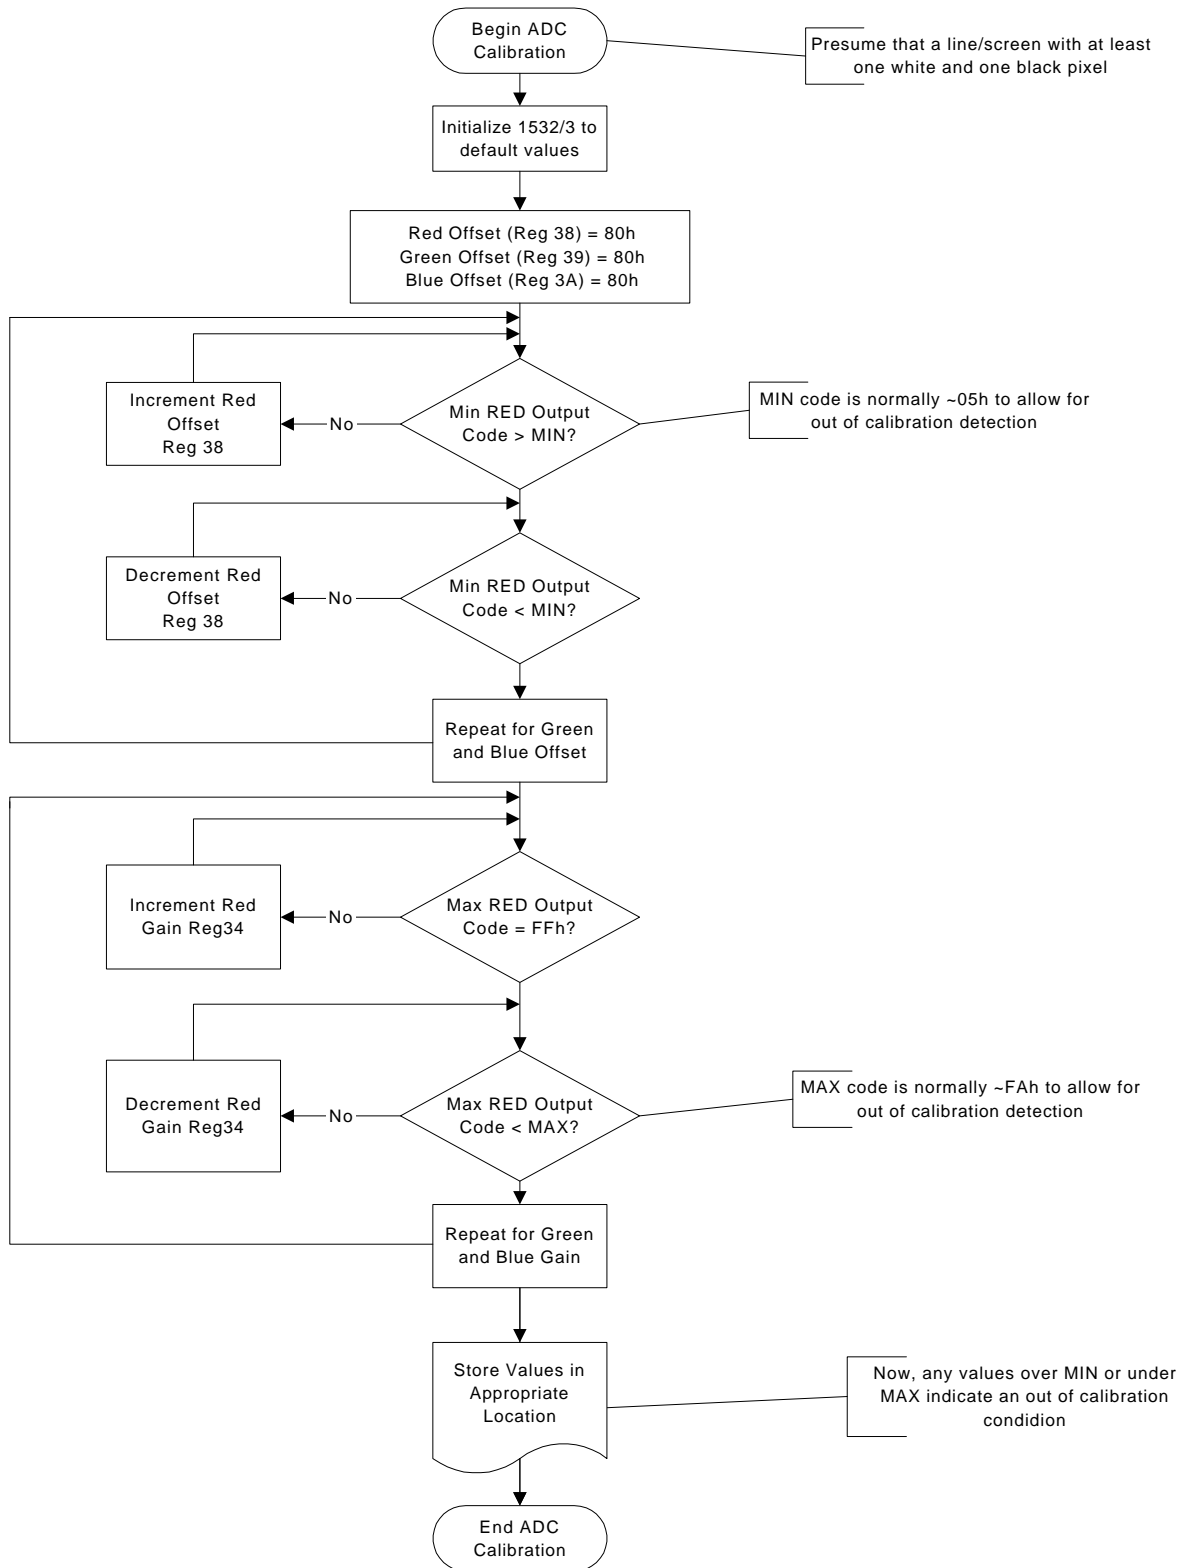 Begin ADC
Calibration
Presume that a line/screen with at least
one white and one black pixel
Initialize 1532/3 to
default values
Red Offset (Reg 38) = 80h
Green Offset (Reg 39) = 80h
Blue Offset (Reg 3A) = 80h
Increment Red
Offset
Reg 38
No
Min RED Output
Code > MIN?
MIN code is normally ~05h to allow for
out of calibration detection
Decrement Red
Offset
Reg 38
No
Min RED Output
Code < MIN?
Repeat for Green
and Blue Offset
Increment Red
Gain Reg34
No
Max RED Output
Code = FFh?
Decrement Red
Gain Reg34
No
Max RED Output
Code < MAX?
MAX code is normally ~FAh to allow for
out of calibration detection
Repeat for Green
and Blue Gain
Store Values in
Appropriate
Location
Now, any values over MIN or under
MAX indicate an out of calibration
condidion
End ADC
Calibration